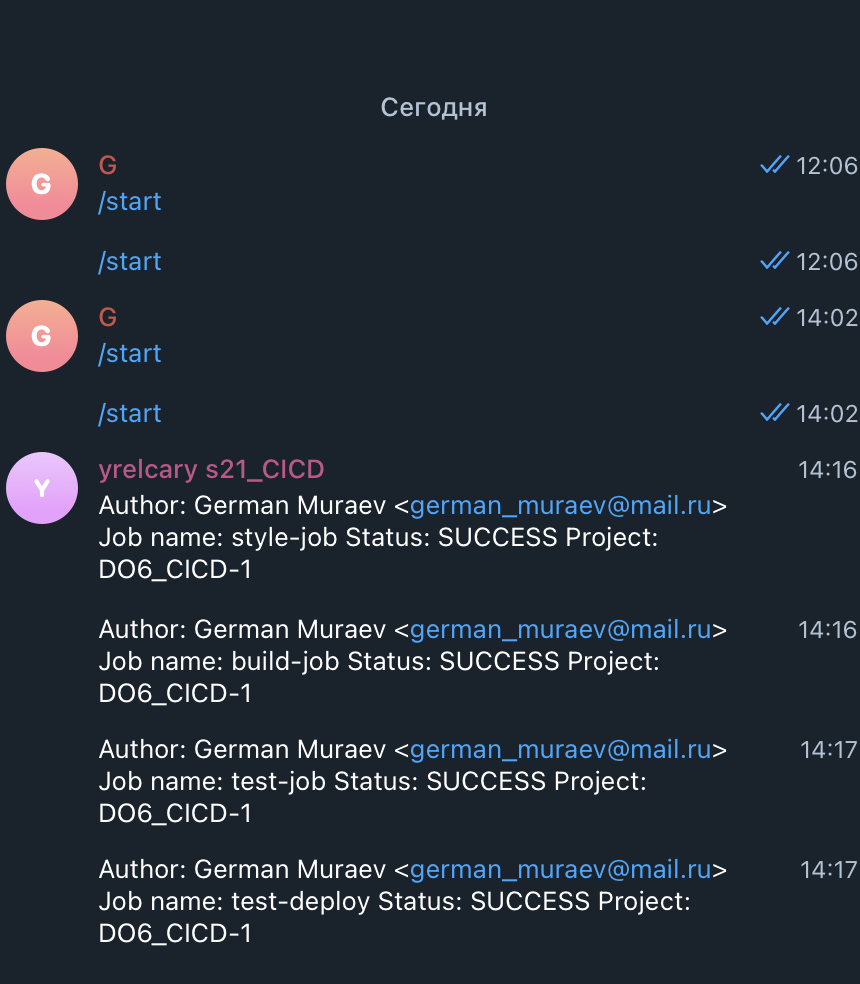 Сегодня
G
G
12:06
/start
/start
12:06
G
G
14:02
/start
/start
14:02
Y
yrelcary s21_CICD
14:16
Author: German Muraev <german_muraev@mail.ru>
Job name: style-job Status: SUCCESS Project:
DO6_CICD-1
Author: German Muraev <german_muraev@mail.ru>
14:16
Job name: build-job Status: SUCCESS Project:
DO6_CICD-1
Author: German Muraev <german_muraev@mail.ru>
14:17
Job name: test-job Status: SUCCESS Project:
DO6_CICD-1
Author: German Muraev <german_muraev@mail.ru>
14:17
Job name: test-deploy Status: SUCCESS Project:
DO6_CICD-1